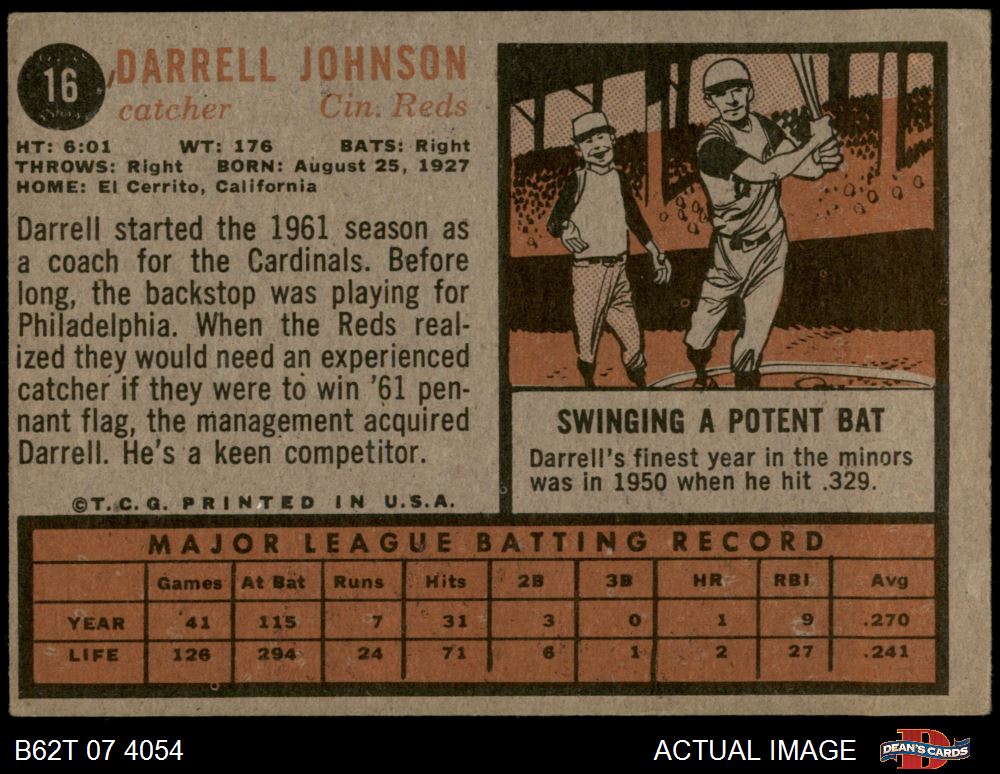 16
DARRELL JOHNSON
catcher Cin. Reds
HT: 6:01 WT: 176 BATS: Right
THROWS: Right BORN: August 25, 1927
HOME: El Cerrito, California
Darrell started the 1961 season as
a coach for the Cardinals. Before
long, the backstop was playing for
Philadelphia. When the Reds real-
ized they would need an experienced
catcher if they were to win '61 pen-
nant flag, the management acquired
Darrell. He's a keen competitor.
©T.C.G. PRINTED IN U.S.A.
SWINGING A POTENT BAT
Darrell's finest year in the minors
was in 1950 when he hit .329.
MAJOR LEAGUE BATTING RECORD
Games At Bat Runs Hits 2B 3B HR RBI Avg
YEAR 41 115 7 31 3 0 1 9 .270
LIFE 126 294 24 71 6 1 2 27 .241
B62T 07 4054 ACTUAL IMAGE DEAN'S CARDS